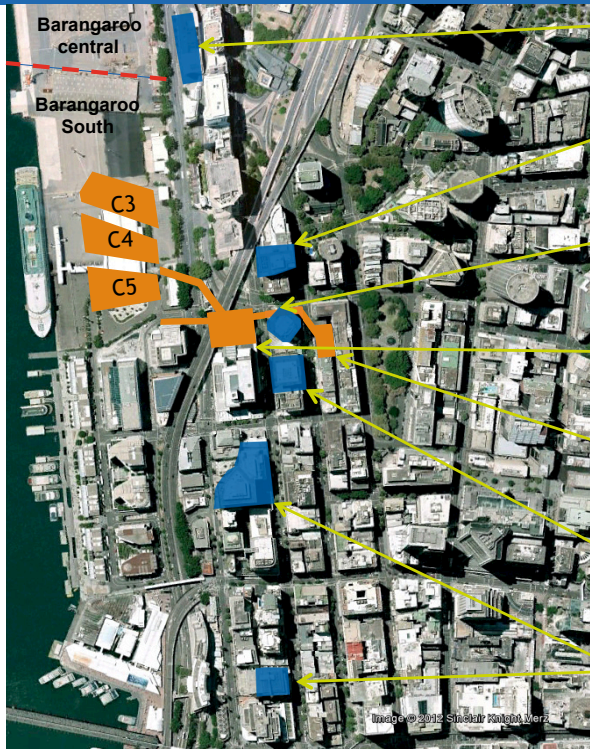 Barangaroo
central
Barangaroo
South
C3
C4
C5
Image © 2012 Sinclair Knight Merz